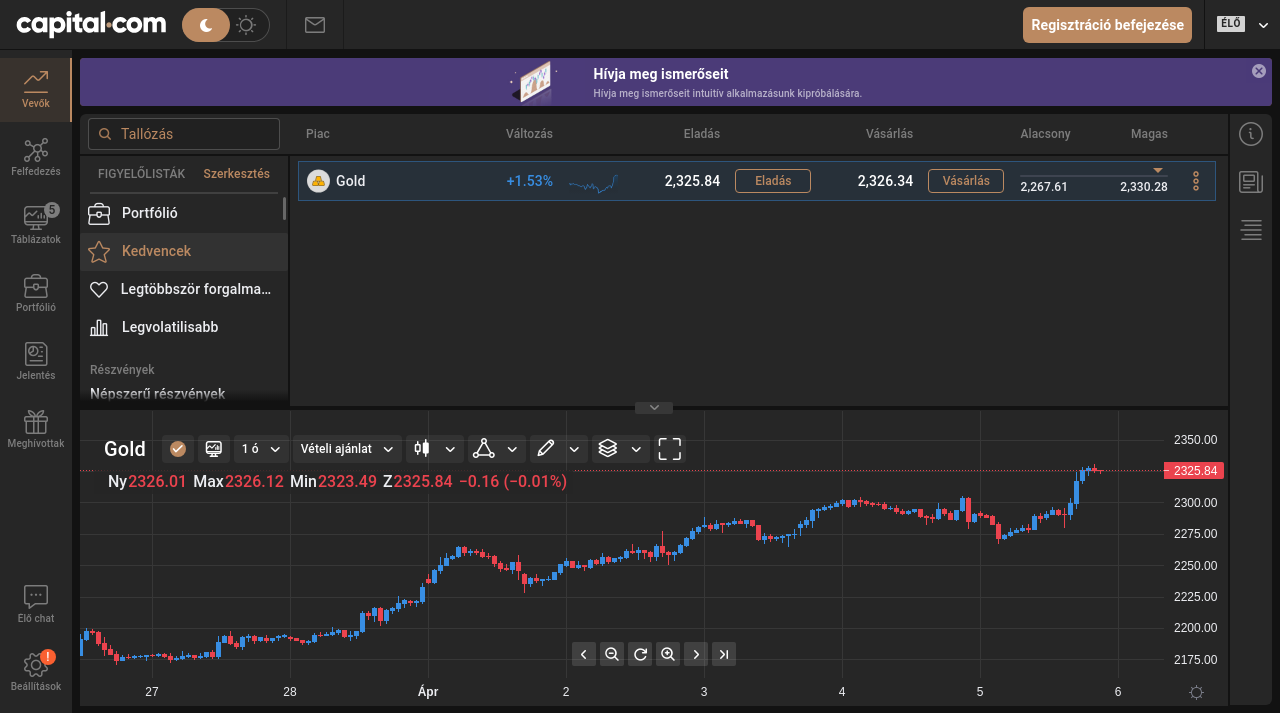 capital.com
Regisztráció befejezése
ÉLŐ
Hívja meg ismerőseit
Hívja meg ismerőseit intuitív alkalmazásunk kipróbálására.
Vevők
Felfedezés
5
Táblázatok
Portfólió
Jelentés
Meghívottak
Elő chat
!
Beállítások
Tallózás
Piac Változás Eladás Vásárlás Alacsony Magas
FIGYELŐLISTÁK Szerkesztés
Portfólió
Kedvencek
Legtöbbször forgalma...
Legvolatilisabb
Részvények
Népszerű részvények
Gold +1.53% 2,325.84 Eladás 2,326.34 Vásárlás 2,267.61 2,330.28
Gold 1 ó Vételi ajánlat
Ny2326.01 Max2326.12 Min2323.49 Z2325.84 −0.16 (−0.01%)
2350.00
2325.84
2300.00
2275.00
2250.00
2225.00
2200.00
2175.00
27 28 Ápr 2 3 4 5 6